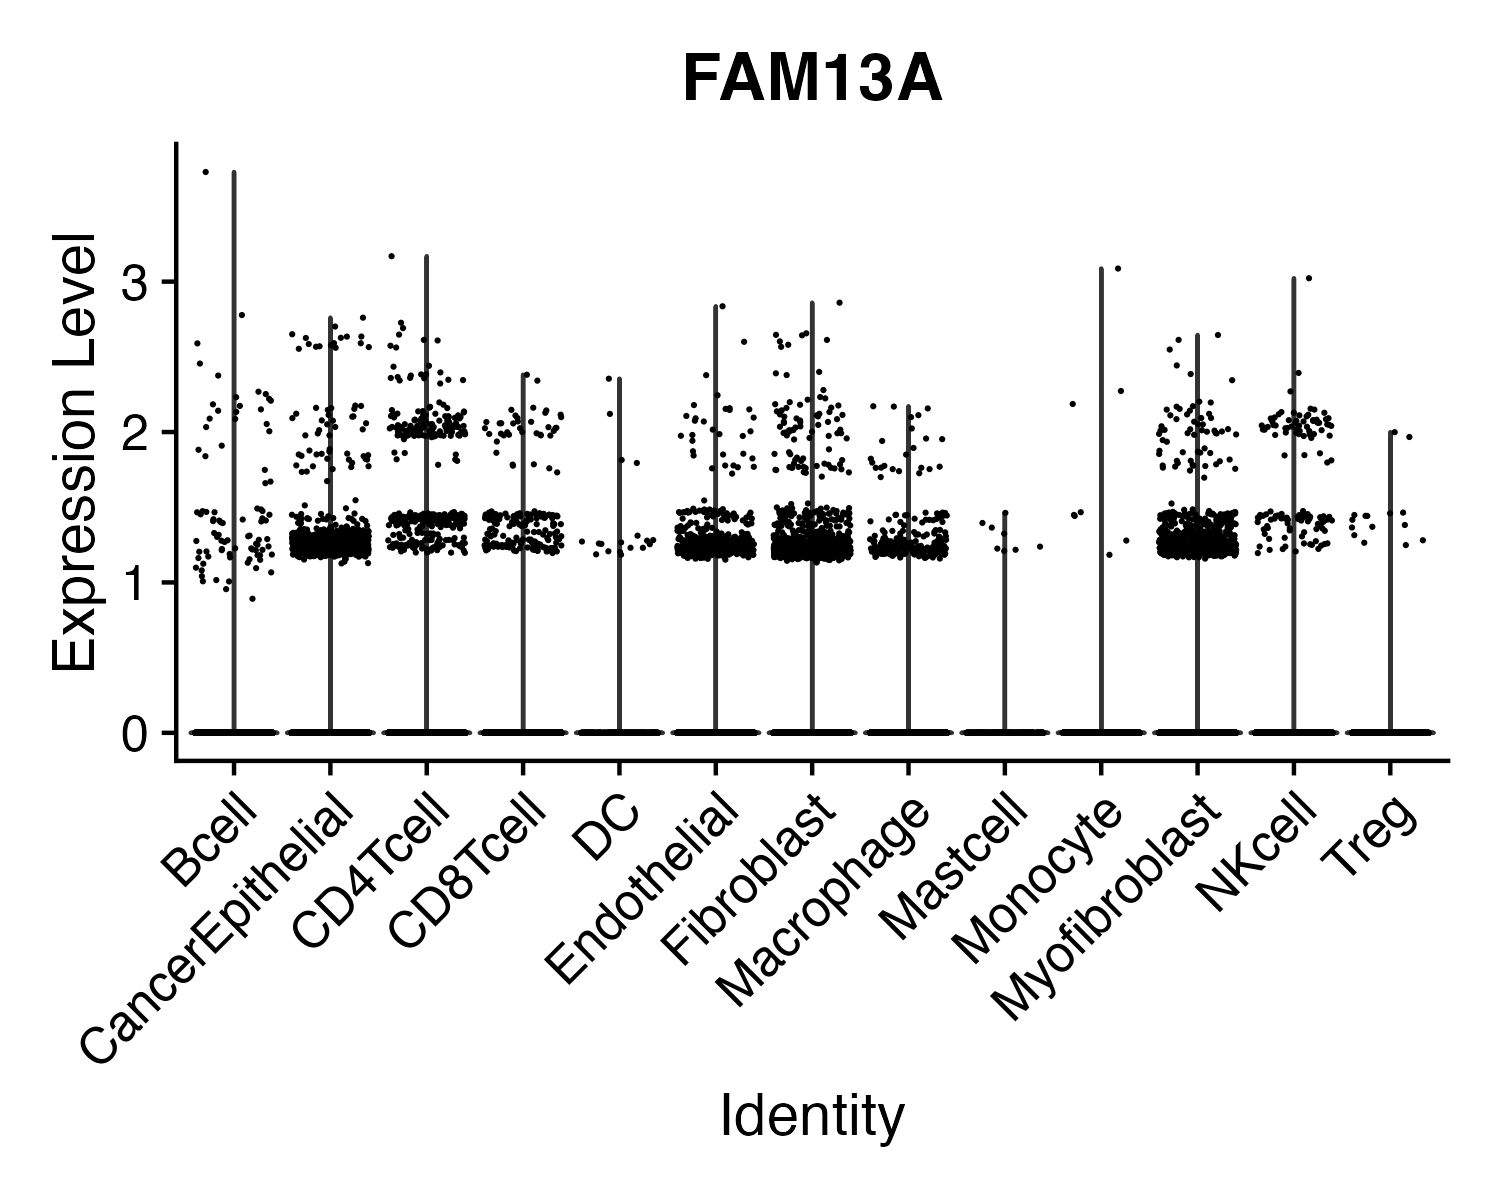 FAM13A
Expression Level
3
2
1
0
Bcell
CancerEpithelial
CD4Tcell
CD8Tcell
DC
Endothelial
Fibroblast
Macrophage
Mastcell
Monocyte
Myofibroblast
NKcell
Treg
Identity